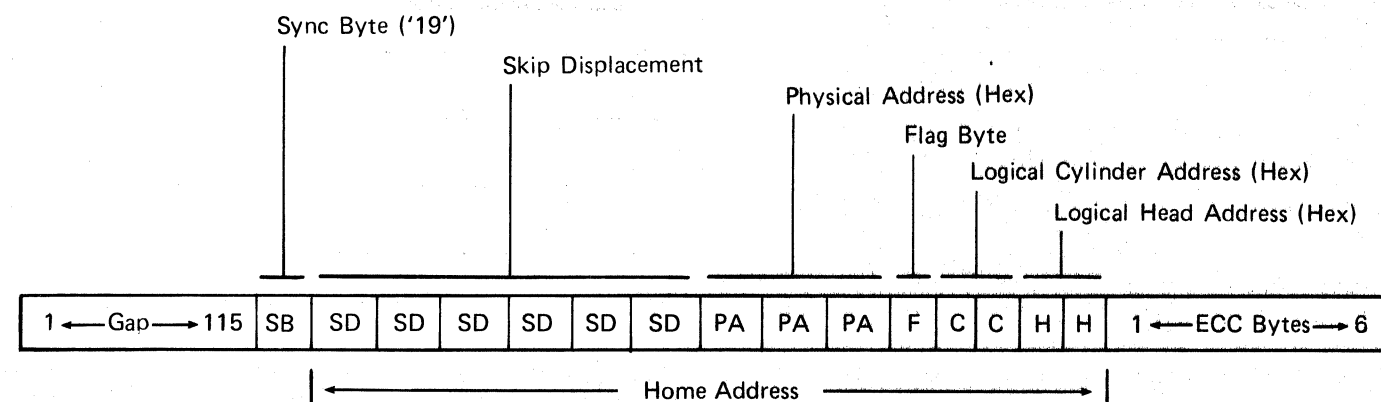 Sync Byte ('19')
Skip Displacement
Physical Address (Hex)
Flag Byte
Logical Cylinder Address (Hex)
Logical Head Address (Hex)
1 ←Gap→ 115 SB SD SD SD SD SD SD PA PA PA F C C H H 1 ←ECC Bytes→ 6
Home Address